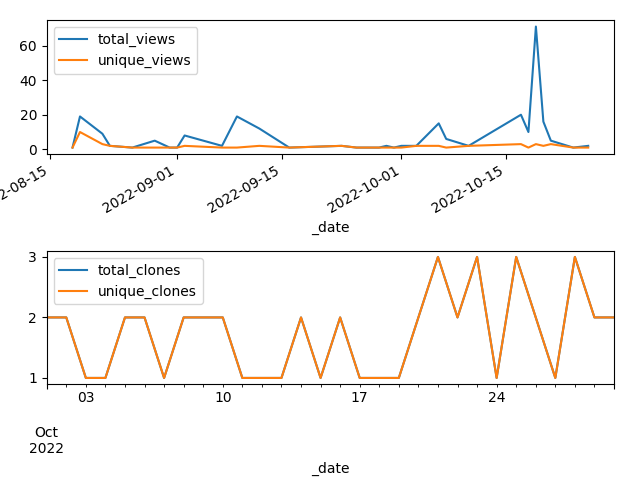 60
40
20
0
total_views
unique_views
2-08-15
2022-09-01
2022-09-15
2022-10-01
2022-10-15
_date
3
2
1
total_clones
unique_clones
03
10
17
24
Oct
2022
_date